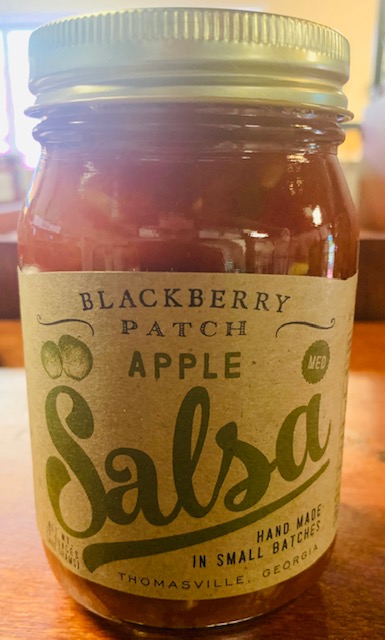 BLACKBERRY
PATCH
APPLE
MED
Salsa
HAND MADE
IN SMALL BATCHES
THOMASVILLE, GEORGIA